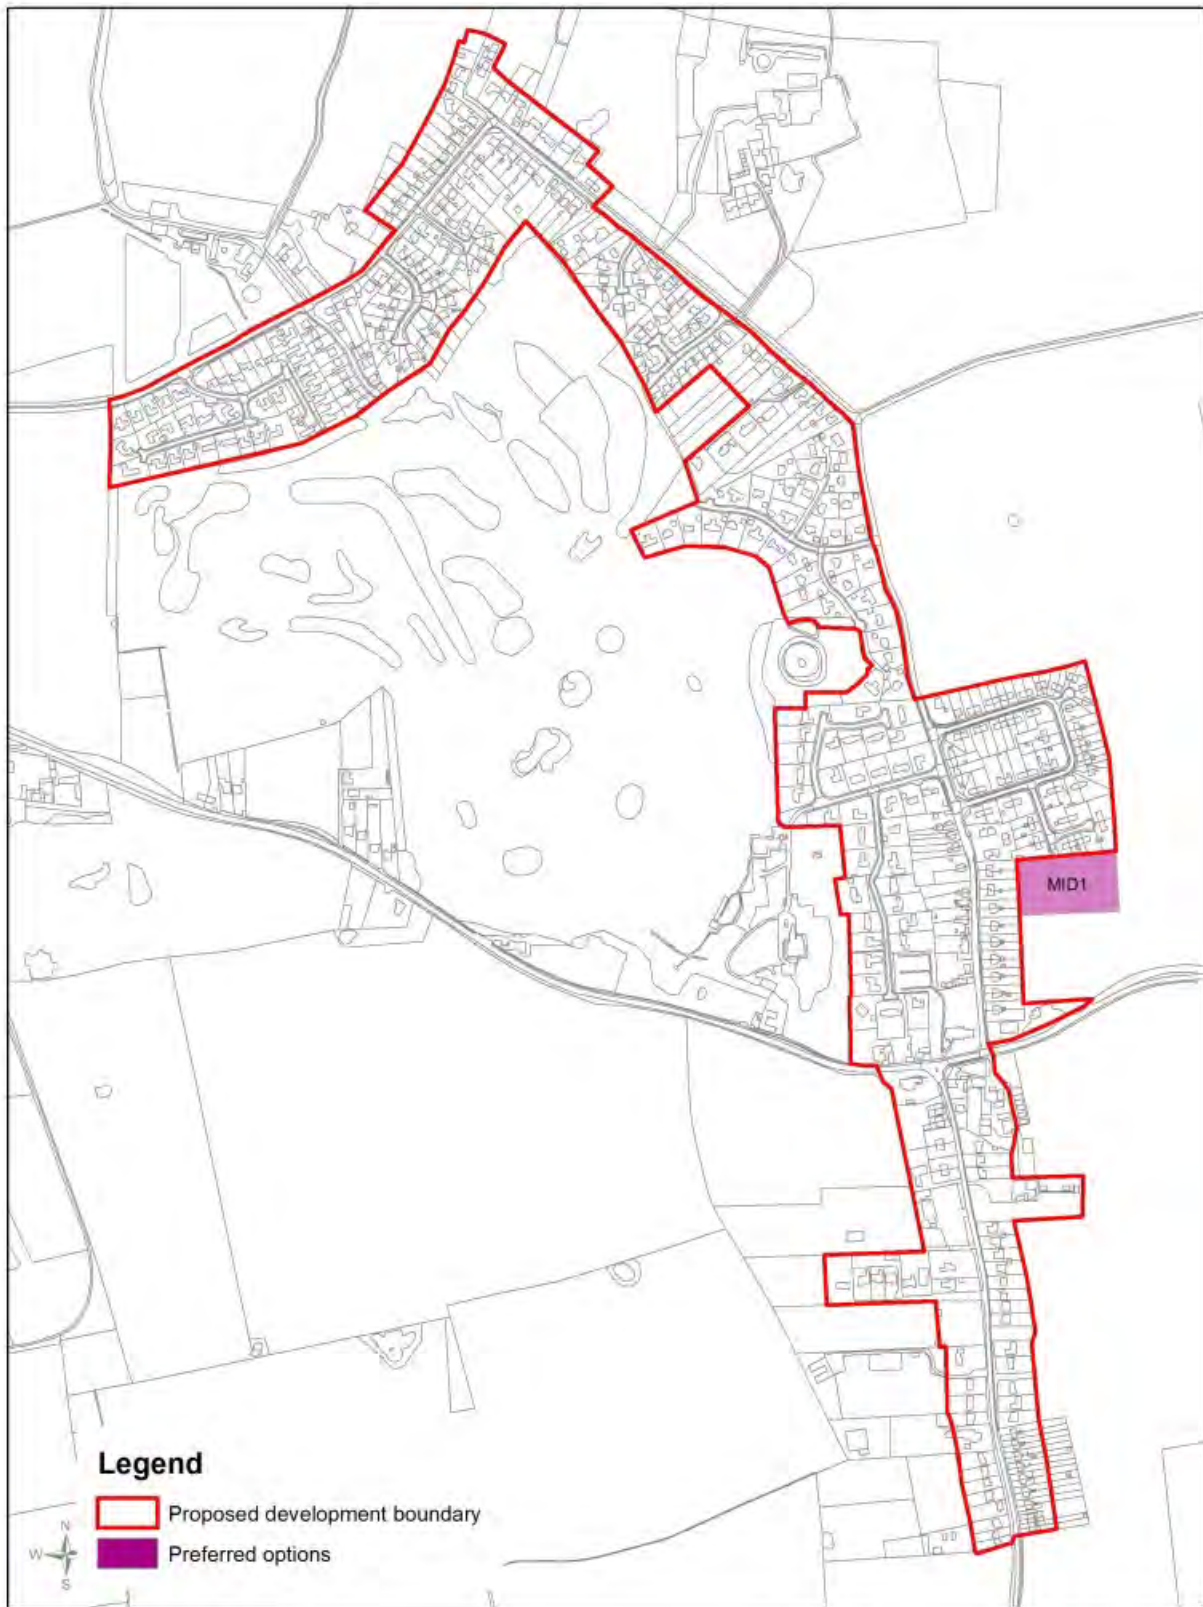 MID1
Legend
Proposed development boundary
Preferred options
N
W
S